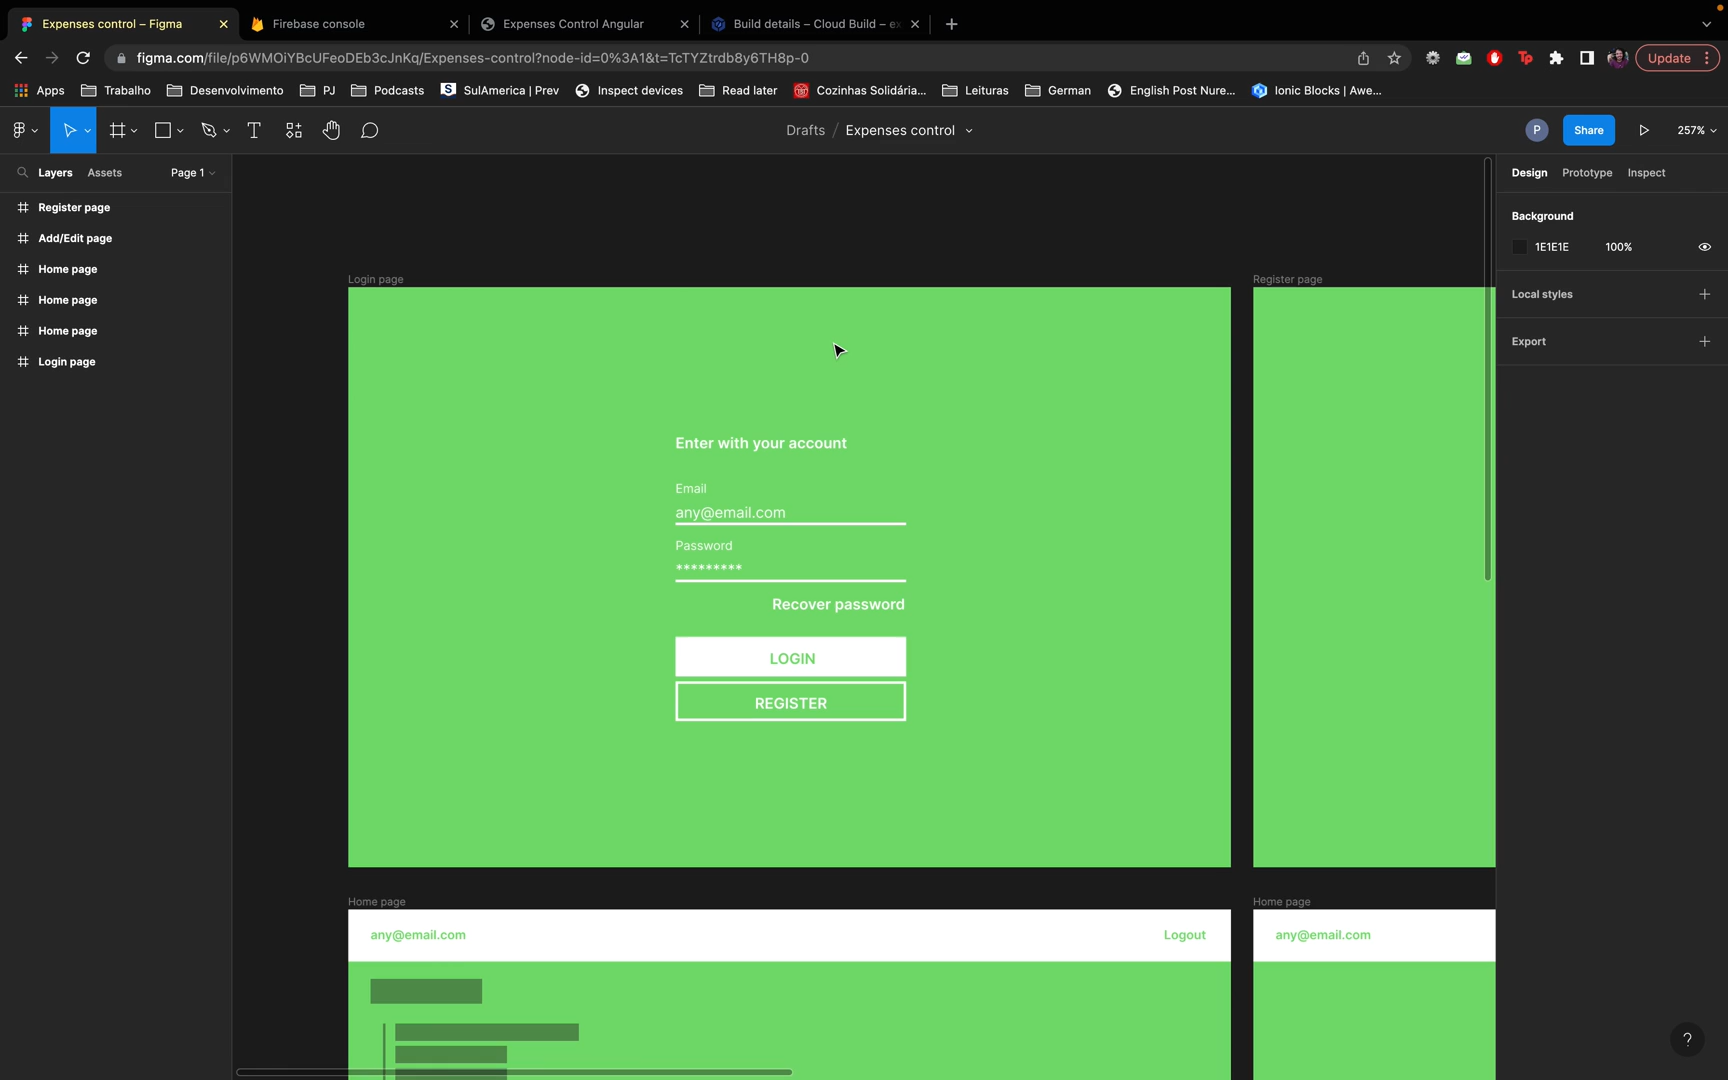 Expenses control – Figma
Firebase console
Expenses Control Angular
Build details – Cloud Build – ex
figma.com/file/p6WMOiYBcUFeoDEb3cJnKq/Expenses-control?node-id=0%3A1&t=TcTYZtrdb8y6TH8p-0
Update
Apps
Trabalho
Desenvolvimento
PJ
Podcasts
SulAmerica | Prev
Inspect devices
Read later
Cozinhas Solidária...
Leituras
German
English Post Nure...
Ionic Blocks | Awe...
Drafts / Expenses control
P
Share
257%
Layers
Assets
Page 1
Design
Prototype
Inspect
Register page
Add/Edit page
Home page
Home page
Home page
Login page
Background
1E1E1E
100%
Local styles
Export
Login page
Register page
Enter with your account
Email
any@email.com
Password
*********
Recover password
LOGIN
REGISTER
Home page
Home page
any@email.com
Logout
any@email.com
?